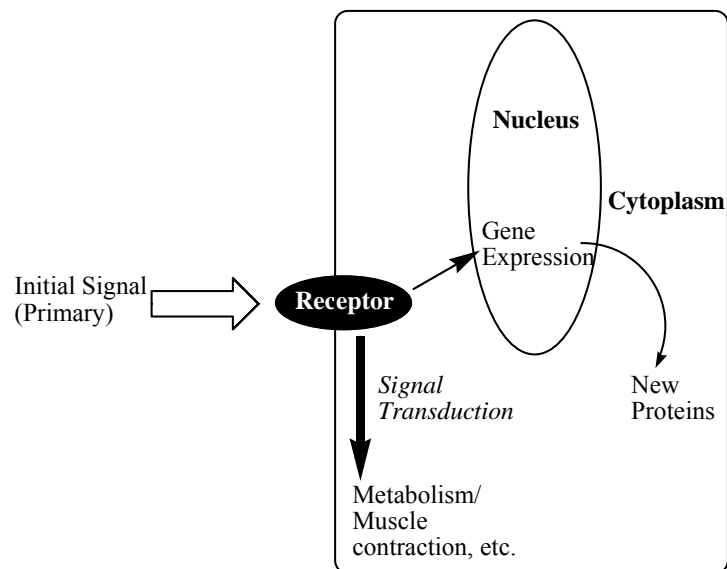 Nucleus
Cytoplasm
Gene
Expression
Initial Signal
(Primary)
Receptor
Signal
Transduction
New
Proteins
Metabolism/
Muscle
contraction, etc.